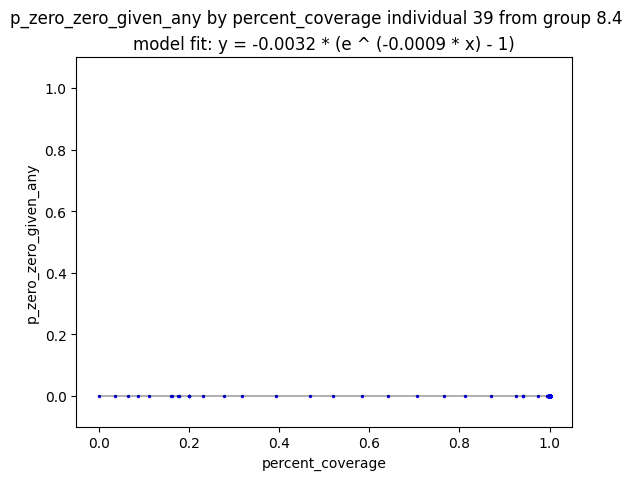 p_zero_zero_given_any by percent_coverage individual 39 from group 8.4
model fit: y = -0.0032 * (e ^ (-0.0009 * x) - 1)
1.0
0.8
0.6
0.4
0.2
0.0
p_zero_zero_given_any
0.0 0.2 0.4 0.6 0.8 1.0
percent_coverage